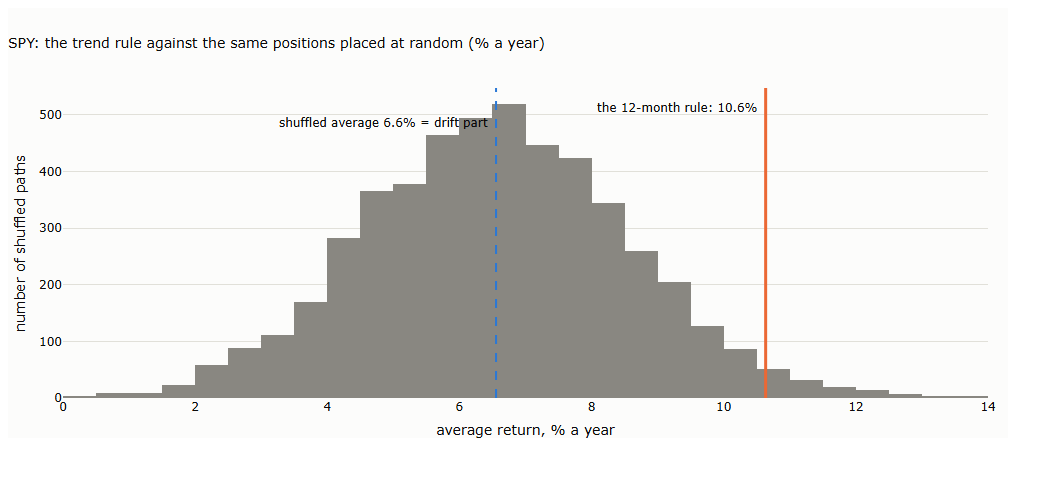 SPY: the trend rule against the same positions placed at random (% a year)
the 12-month rule: 10.6%
shuffled average 6.6% = drift part
number of shuffled paths
500
400
300
200
100
0
0 2 4 6 8 10 12 14
average return, % a year